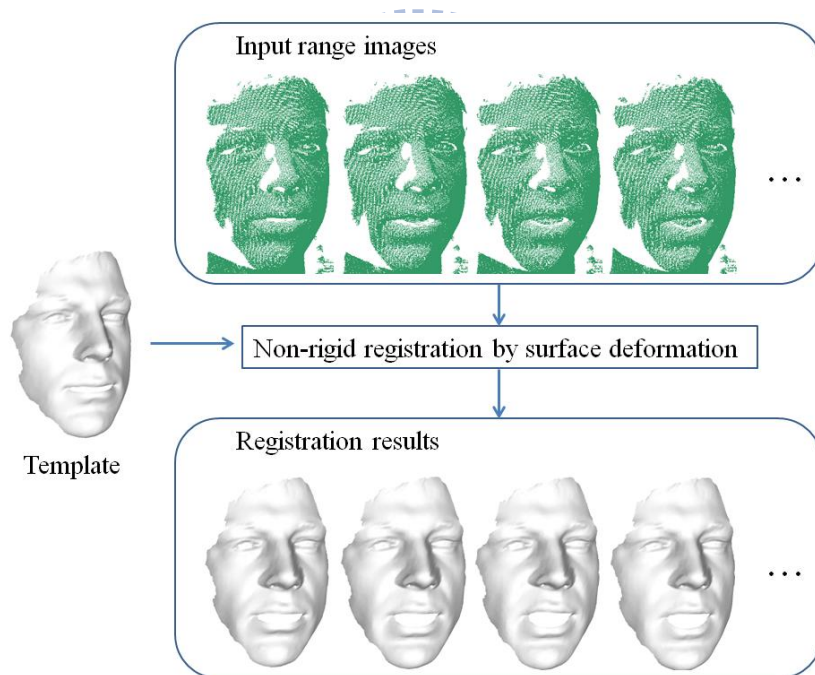 Input range images
...
Non-rigid registration by surface deformation
Template
Registration results
...